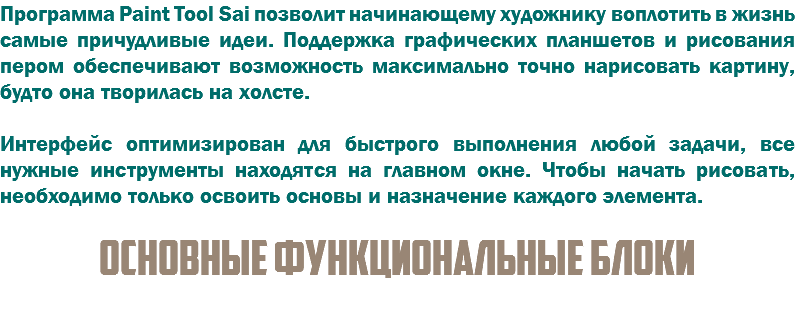 Программа Paint Tool Sai позволит начинающему художнику воплотить в жизнь
самые причудливые идеи. Поддержка графических планшетов и рисования
пером обеспечивают возможность максимально точно нарисовать картину,
будто она творилась на холсте.
Интерфейс оптимизирован для быстрого выполнения любой задачи, все
нужные инструменты находятся на главном окне. Чтобы начать рисовать,
необходимо только освоить основы и назначение каждого элемента.
ОСНОВНЫЕ ФУНКЦИОНАЛЬНЫЕ БЛОКИ